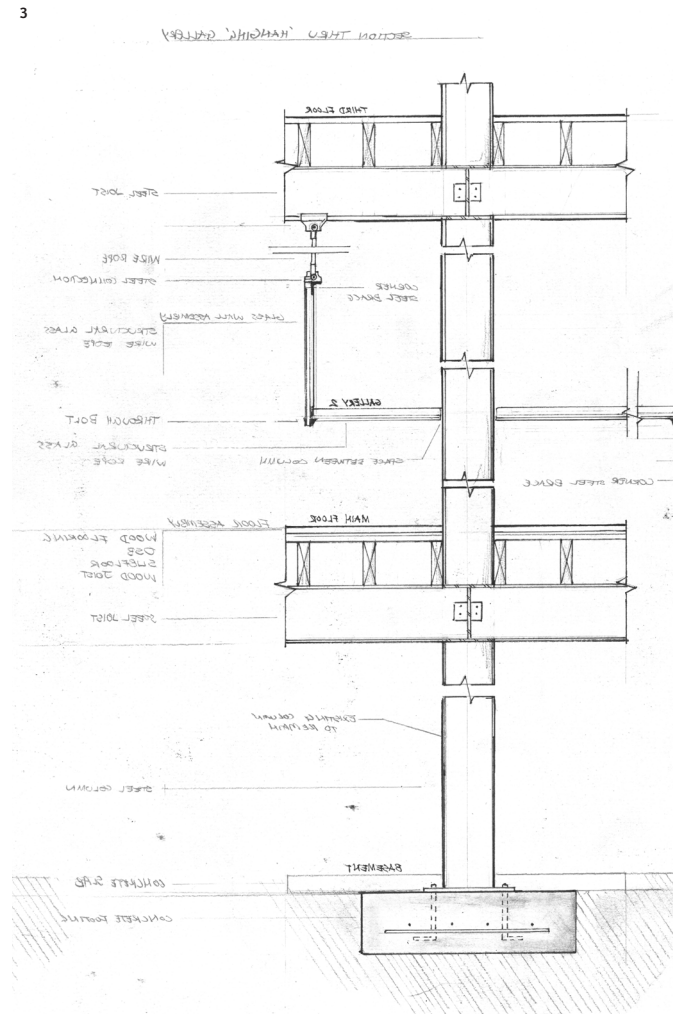 3
SECTION THRU 'HANGING' GALLERY
THIRD FLOOR
STEEL JOIST
WIRE ROPE
STEEL CONNECTION
CORNER
STEEL BRACE
GLASS WALL ASSEMBLY
STRUCTURAL GLASS
WIRE ROPE
GALLERY 2
THROUGH BOLT
STRUCTURAL GLASS
WIRE ROPE
SPACE BETWEEN COLUMN
CORNER STEEL BRACE
MAIN FLOOR
FLOOR ASSEMBLY
WOOD FLOORING
OSB
SUBFLOOR
WOOD JOIST
STEEL JOIST
EXISTING COLUMN
TO REMAIN
STEEL COLUMN
BASEMENT
CONCRETE SLAB
CONCRETE FOOTING